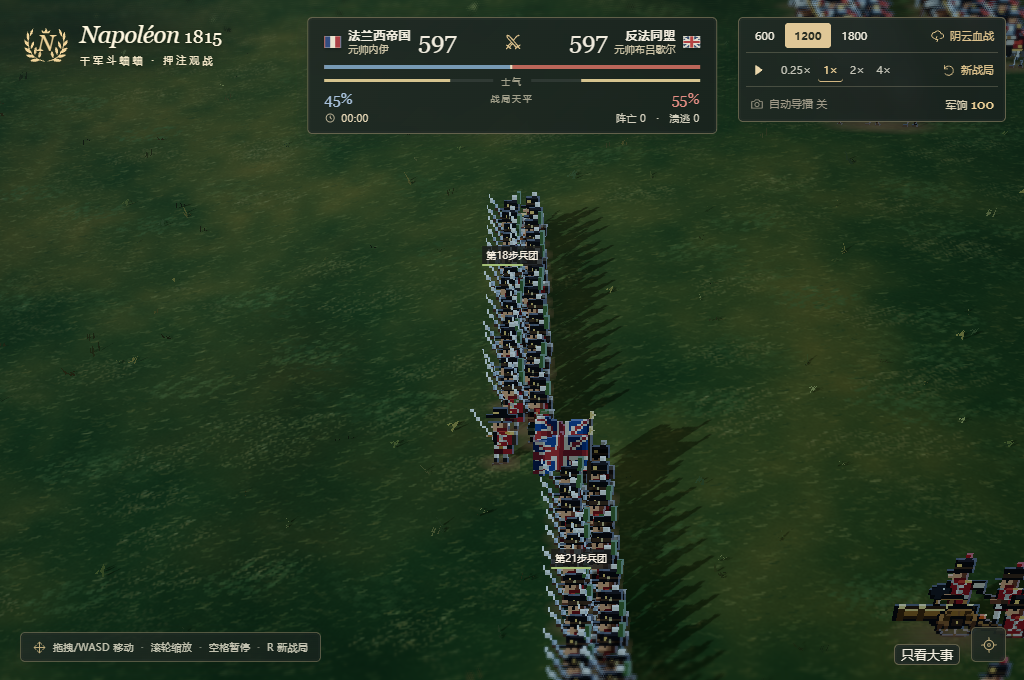 Napoléon 1815
千军斗蛐蛐 · 押注观战
法兰西帝国
元帅内伊
597
597
反法同盟
元帅布吕歇尔
士气
45%
战局天平
55%
00:00
阵亡 0 · 溃逃 0
600 1200 1800 阴云血战
0.25× 1× 2× 4× 新战局
自动导播 关 军饷 100
第18步兵团
第21步兵团
拖拽/WASD 移动 · 滚轮缩放 · 空格暂停 · R 新战局
只看大事